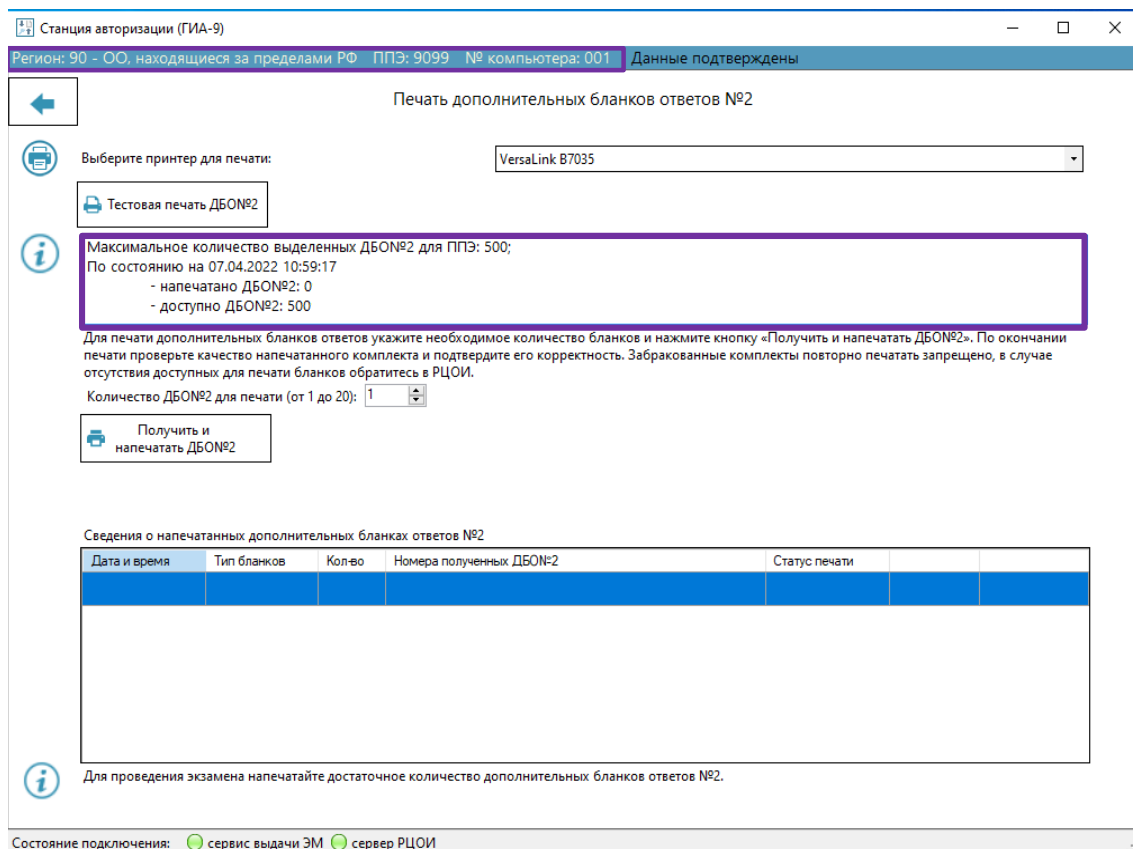 Станция авторизации (ГИА-9)
Регион: 90 - ОО, находящиеся за пределами РФ ППЭ: 9099 № компьютера: 001 Данные подтверждены
Печать дополнительных бланков ответов №2
Выберите принтер для печати: VersaLink B7035
Тестовая печать ДБО№2
Максимальное количество выделенных ДБО№2 для ППЭ: 500;
По состоянию на 07.04.2022 10:59:17
- напечатано ДБО№2: 0
- доступно ДБО№2: 500
Для печати дополнительных бланков ответов укажите необходимое количество бланков и нажмите кнопку «Получить и напечатать ДБО№2». По окончании
печати проверьте качество напечатанного комплекта и подтвердите его корректность. Забракованные комплекты повторно печатать запрещено, в случае
отсутствия доступных для печати бланков обратитесь в РЦОИ.
Количество ДБО№2 для печати (от 1 до 20): 1
Получить и
напечатать ДБО№2
Сведения о напечатанных дополнительных бланках ответов №2
Дата и время Тип бланков Кол-во Номера полученных ДБО№2 Статус печати
Для проведения экзамена напечатайте достаточное количество дополнительных бланков ответов №2.
Состояние подключения: сервис выдачи ЭМ сервер РЦОИ